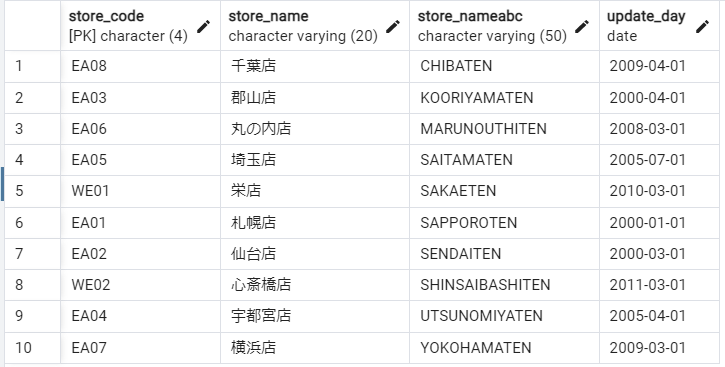 store_code store_name store_nameabc update_day
[PK] character (4) character varying (20) character varying (50) date
1 EA08 千葉店 CHIBATEN 2009-04-01
2 EA03 郡山店 KOORIYAMATEN 2000-04-01
3 EA06 丸の内店 MARUNOUTHITEN 2008-03-01
4 EA05 埼玉店 SAITAMATEN 2005-07-01
5 WE01 栄店 SAKAETEN 2010-03-01
6 EA01 札幌店 SAPPOROTEN 2000-01-01
7 EA02 仙台店 SENDAITEN 2000-03-01
8 WE02 心斎橋店 SHINSAIBASHITEN 2011-03-01
9 EA04 宇都宮店 UTSUNOMIYATEN 2005-04-01
10 EA07 横浜店 YOKOHAMATEN 2009-03-01